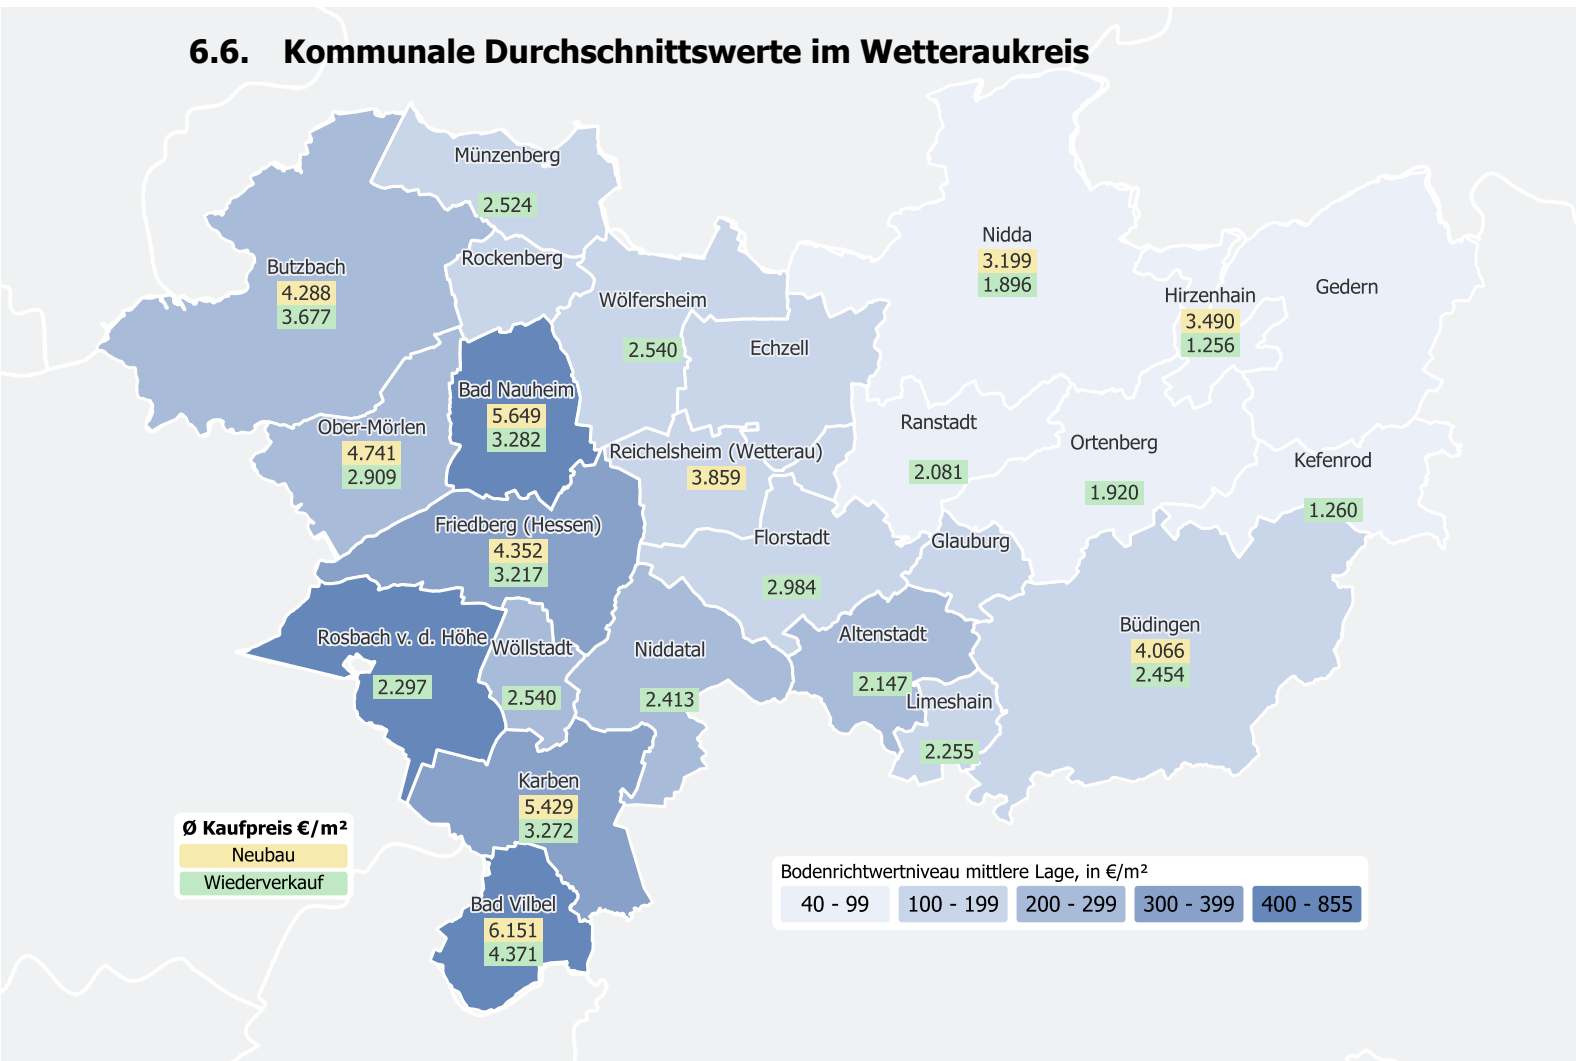 6.6. Kommunale Durchschnittswerte im Wetteraukreis
Münzenberg
2.524
Rockenberg
Butzbach
4.288
3.677
Wölfersheim
2.540
Echzell
Nidda
3.199
1.896
Hirzenhain
3.490
1.256
Gedern
Bad Nauheim
5.649
3.282
Ober-Mörlen
4.741
2.909
Reichelsheim (Wetterau)
3.859
Ranstadt
2.081
Ortenberg
1.920
Kefenrod
1.260
Friedberg (Hessen)
4.352
3.217
Florstadt
2.984
Glauburg
Rosbach v. d. Höhe
2.297
Wöllstadt
2.540
Niddatal
2.413
Altenstadt
2.147
Limeshain
2.255
Büdingen
4.066
2.454
Karben
5.429
3.272
Bad Vilbel
6.151
4.371
Ø Kaufpreis €/m²
Neubau
Wiederverkauf
Bodenrichtwertniveau mittlere Lage, in €/m²
40 - 99 100 - 199 200 - 299 300 - 399 400 - 855